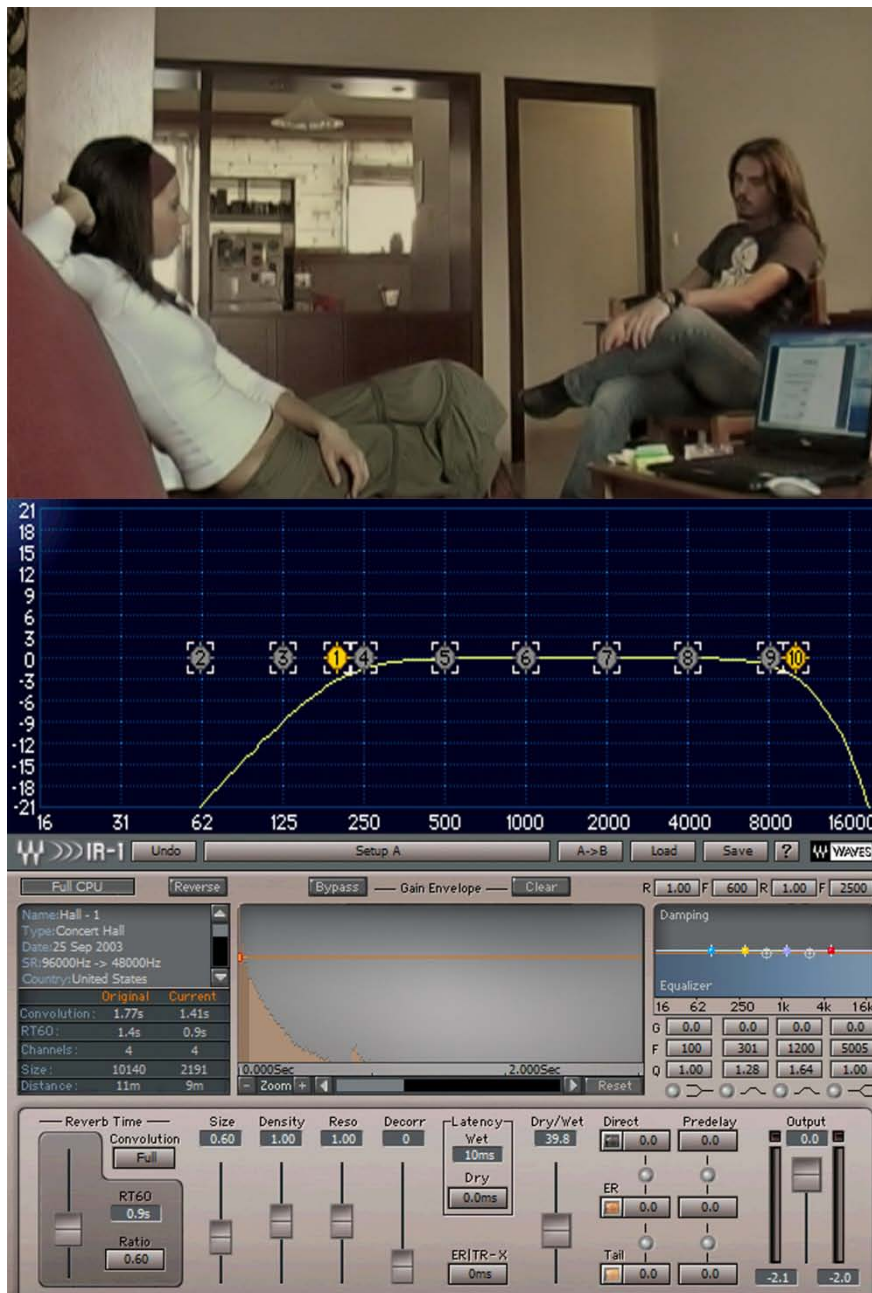 21
18
15
12
9
6
3
0
-3
-6
-9
-12
-15
-18
-21
2 3 1 4 5 6 7 8 9 10
16 31 62 125 250 500 1000 2000 4000 8000 16000
IR-1 Undo Setup A A->B Load Save ? WAVES
Full CPU Reverse Bypass Gain Envelope Clear R 1.00 F 600 R 1.00 F 2500
Name:Hall - 1
Type:Concert Hall
Date:25 Sep 2003
SR:96000Hz -> 48000Hz
Country:United States
Original Current
Convolution: 1.77s 1.41s
RT60: 1.4s 0.9s
Channels: 4 4
Size: 10140 2191
Distance: 11m 9m
0.000Sec 2.000Sec
- Zoom + Reset
Damping
Equalizer
16 62 250 1k 4k 16k
G 0.0 0.0 0.0 0.0
F 100 301 1200 5005
Q 1.00 1.28 1.64 1.00
Reverb Time
Convolution
Full
RT60
0.9s
Ratio
0.60
Size Density Reso Decorr
0.60 1.00 1.00 0
Latency
Wet
10ms
Dry
0.0ms
ER|TR-X
0ms
Dry/Wet
39.8
Direct Predelay
0.0 0.0
ER
0.0 0.0
Tail
0.0 0.0
Output
0.0
-2.1 -2.0